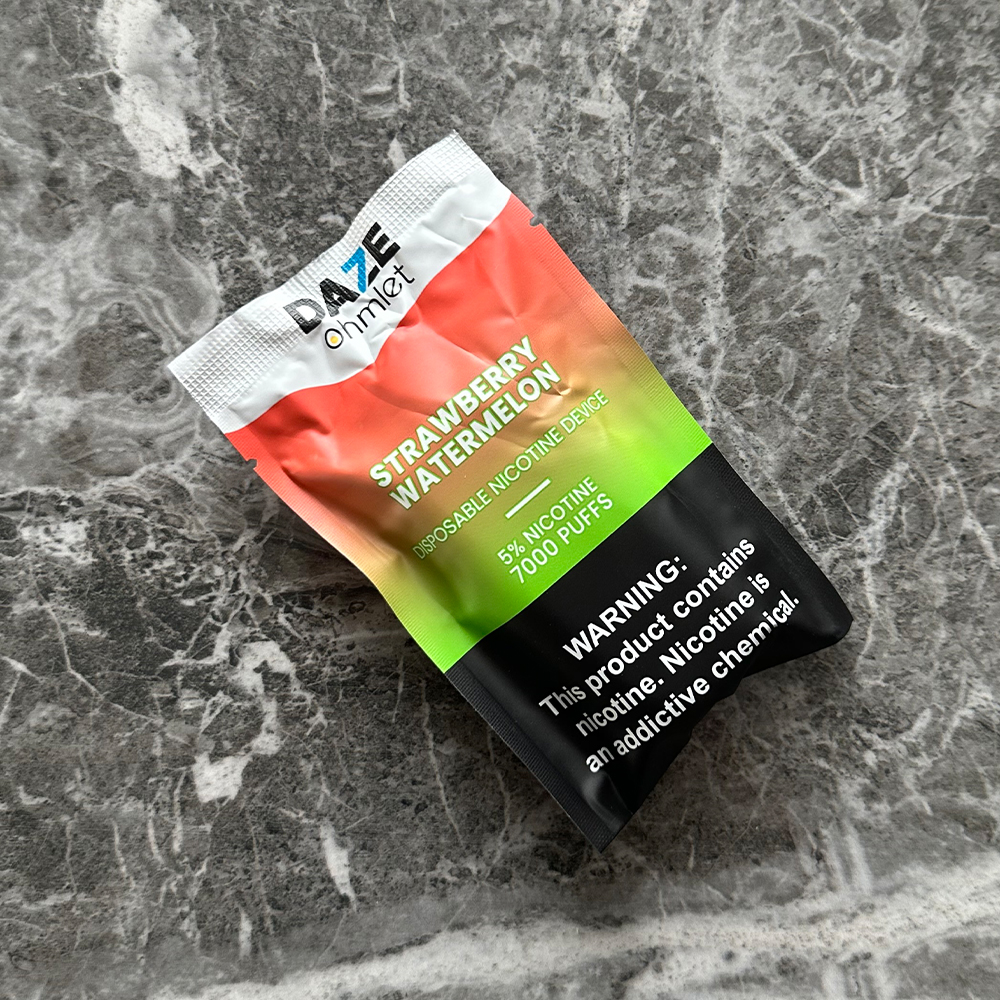 DAZE
Ohmlet
STRAWBERRY
WATERMELON
DISPOSABLE NICOTINE DEVICE
5% NICOTINE
7000 PUFFS
WARNING:
This product contains
nicotine. Nicotine is
an addictive chemical.